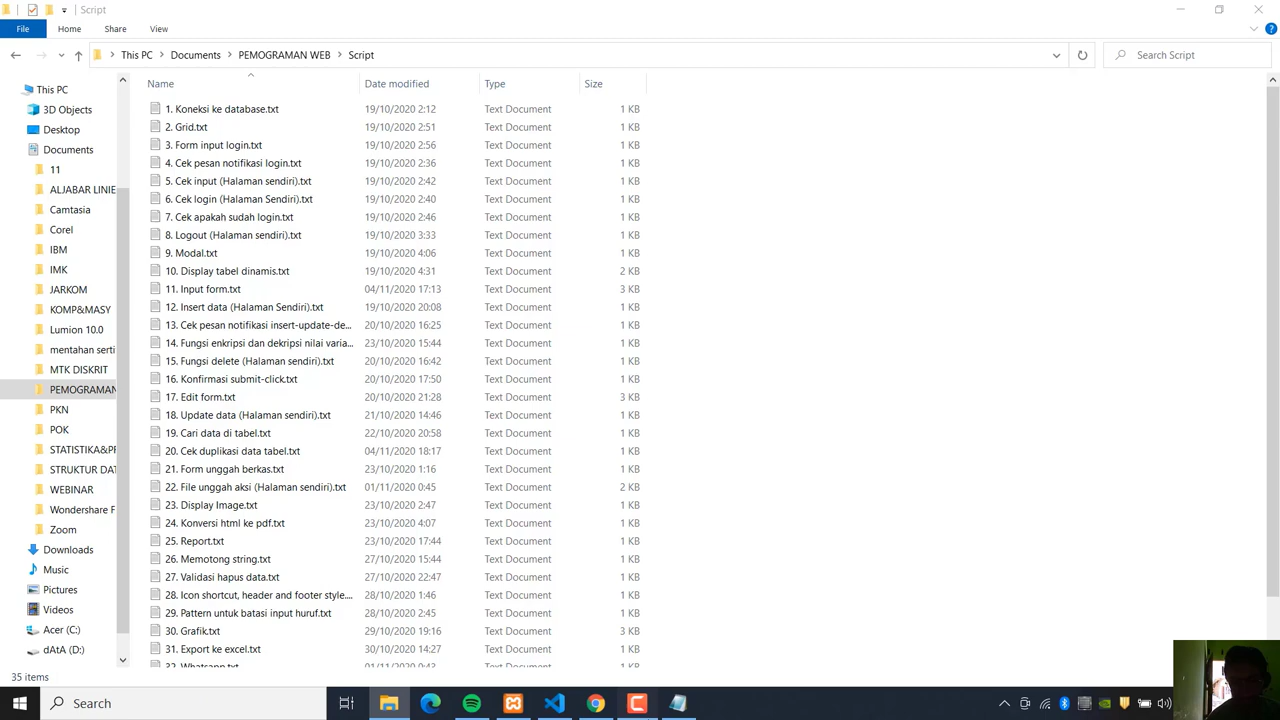 Script
File Home Share View
This PC Documents PEMOGRAMAN WEB Script Search Script
Name Date modified Type Size
This PC
3D Objects
Desktop
Documents
11
ALJABAR LINIE
Camtasia
Corel
IBM
IMK
JARKOM
KOMP&MASY
Lumion 10.0
mentahan serti
MTK DISKRIT
PEMOGRAMAN
PKN
POK
STATISTIKA&PR
STRUKTUR DAT
WEBINAR
Wondershare F
Zoom
Downloads
Music
Pictures
Videos
Acer (C:)
dAtA (D:)
1. Koneksi ke database.txt 19/10/2020 2:12 Text Document 1 KB
2. Grid.txt 19/10/2020 2:51 Text Document 1 KB
3. Form input login.txt 19/10/2020 2:56 Text Document 1 KB
4. Cek pesan notifikasi login.txt 19/10/2020 2:36 Text Document 1 KB
5. Cek input (Halaman sendiri).txt 19/10/2020 2:42 Text Document 1 KB
6. Cek login (Halaman Sendiri).txt 19/10/2020 2:40 Text Document 1 KB
7. Cek apakah sudah login.txt 19/10/2020 2:46 Text Document 1 KB
8. Logout (Halaman sendiri).txt 19/10/2020 3:33 Text Document 1 KB
9. Modal.txt 19/10/2020 4:06 Text Document 1 KB
10. Display tabel dinamis.txt 19/10/2020 4:31 Text Document 2 KB
11. Input form.txt 04/11/2020 17:13 Text Document 3 KB
12. Insert data (Halaman Sendiri).txt 19/10/2020 20:08 Text Document 1 KB
13. Cek pesan notifikasi insert-update-de... 20/10/2020 16:25 Text Document 1 KB
14. Fungsi enkripsi dan dekripsi nilai varia... 23/10/2020 15:44 Text Document 1 KB
15. Fungsi delete (Halaman sendiri).txt 20/10/2020 16:42 Text Document 1 KB
16. Konfirmasi submit-click.txt 20/10/2020 17:50 Text Document 1 KB
17. Edit form.txt 20/10/2020 21:28 Text Document 3 KB
18. Update data (Halaman sendiri).txt 21/10/2020 14:46 Text Document 1 KB
19. Cari data di tabel.txt 22/10/2020 20:58 Text Document 1 KB
20. Cek duplikasi data tabel.txt 04/11/2020 18:17 Text Document 1 KB
21. Form unggah berkas.txt 23/10/2020 1:16 Text Document 1 KB
22. File unggah aksi (Halaman sendiri).txt 01/11/2020 0:45 Text Document 2 KB
23. Display Image.txt 23/10/2020 2:47 Text Document 1 KB
24. Konversi html ke pdf.txt 23/10/2020 4:07 Text Document 1 KB
25. Report.txt 23/10/2020 17:44 Text Document 1 KB
26. Memotong string.txt 27/10/2020 15:44 Text Document 1 KB
27. Validasi hapus data.txt 27/10/2020 22:47 Text Document 1 KB
28. Icon shortcut, header and footer style.... 28/10/2020 1:46 Text Document 1 KB
29. Pattern untuk batasi input huruf.txt 28/10/2020 2:45 Text Document 1 KB
30. Grafik.txt 29/10/2020 19:16 Text Document 3 KB
31. Export ke excel.txt 30/10/2020 14:27 Text Document 1 KB
32. Whatsapp.txt 01/11/2020 0:43 Text Document 1 KB
35 items
Search